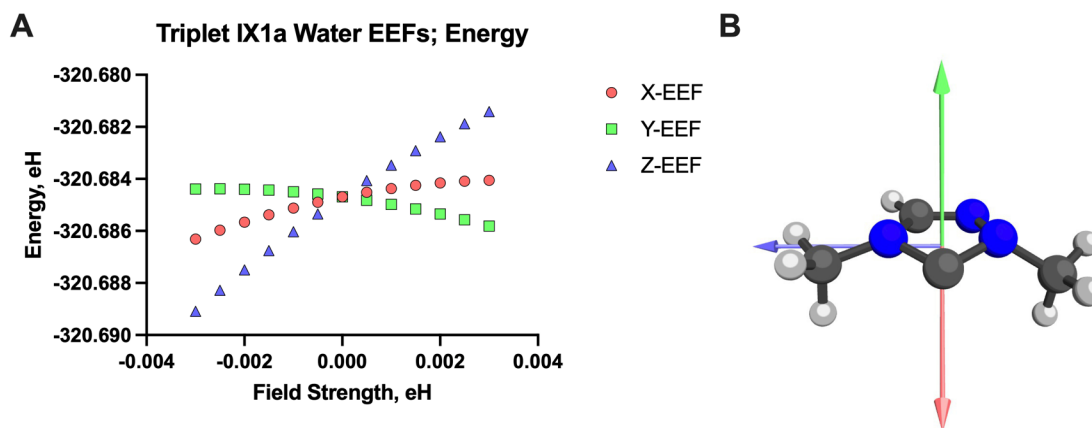 A
Triplet IX1a Water EEFs; Energy
B
-320.680
-320.682
-320.684
-320.686
-320.688
-320.690
Energy, eH
-0.004
-0.002
0.000
0.002
0.004
Field Strength, eH
X-EEF
Y-EEF
Z-EEF